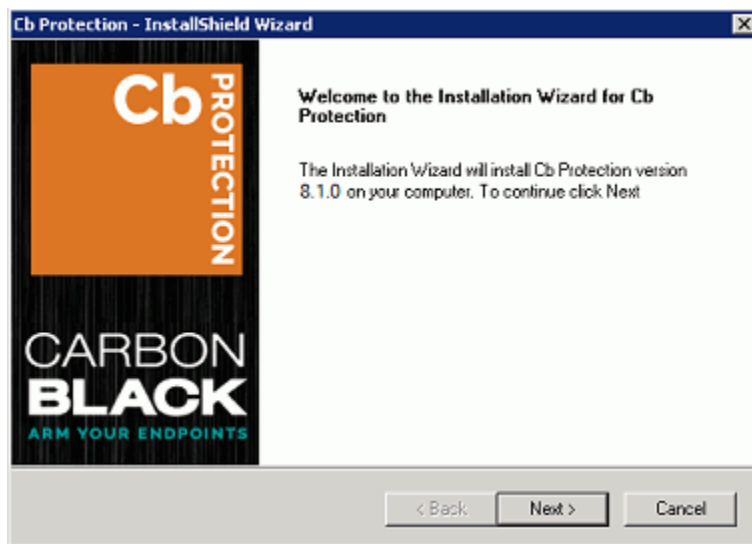 Cb Protection - InstallShield Wizard
Cb
PROTECTION
CARBON
BLACK
ARM YOUR ENDPOINTS
Welcome to the Installation Wizard for Cb
Protection
The Installation Wizard will install Cb Protection version
8.1.0 on your computer. To continue click Next
< Back
Next >
Cancel